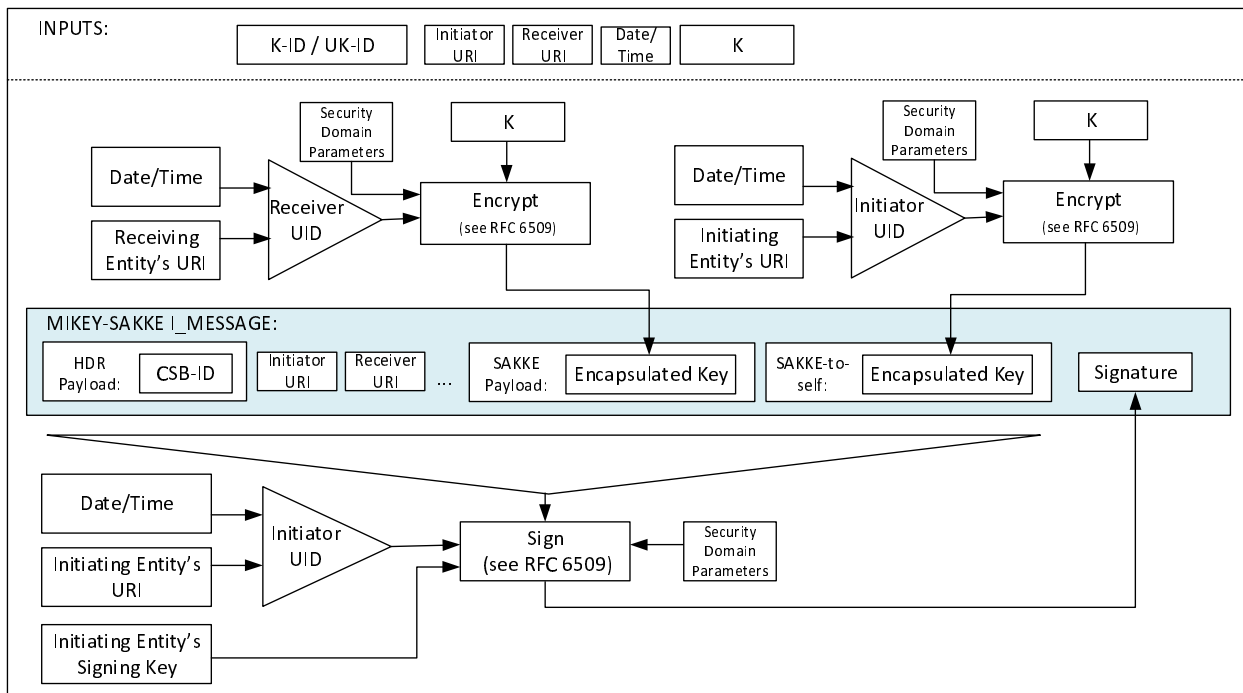 INPUTS:
K-ID / UK-ID
Initiator
URI
Receiver
URI
Date/
Time
K
Security
Domain
Parameters
K
Date/Time
Receiving
Entity's URI
Receiver
UID
Encrypt
(see RFC 6509)
Security
Domain
Parameters
K
Date/Time
Initiating
Entity's URI
Initiator
UID
Encrypt
(see RFC 6509)
MIKEY-SAKKE I_MESSAGE:
HDR
Payload:
CSB-ID
Initiator
URI
Receiver
URI
...
SAKKE
Payload:
Encapsulated Key
SAKKE-to-
self:
Encapsulated Key
Signature
Date/Time
Initiating Entity's
URI
Initiator
UID
Sign
(see RFC 6509)
Security
Domain
Parameters
Initiating Entity's
Signing Key